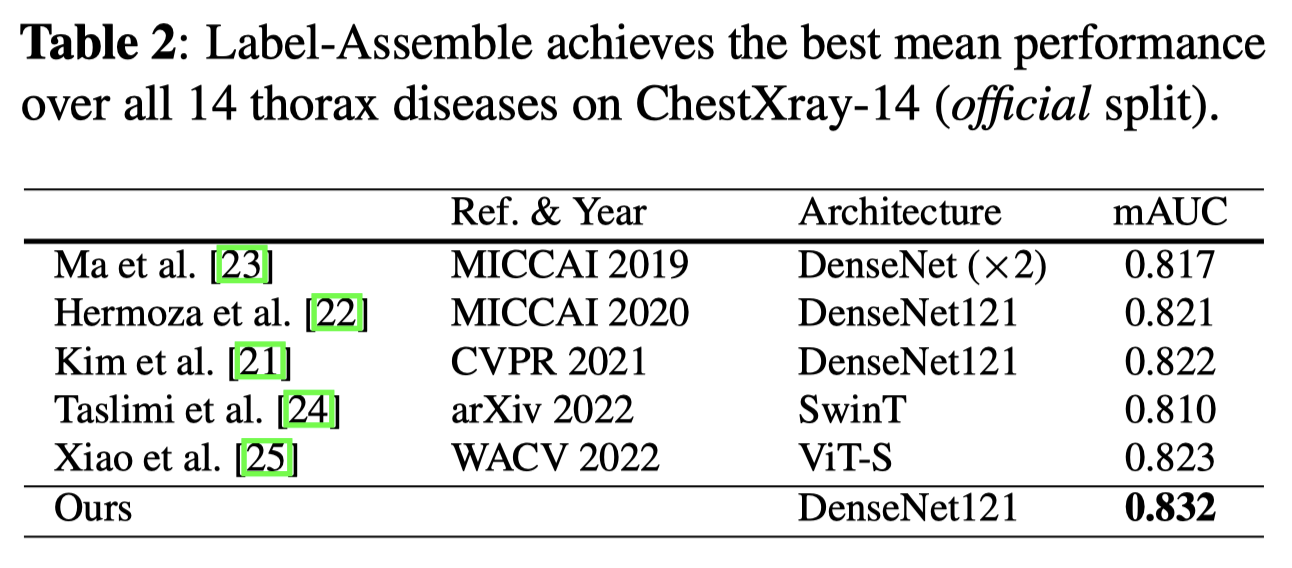 Table 2: Label-Assemble achieves the best mean performance
over all 14 thorax diseases on ChestXray-14 (official split).
Ref. & Year Architecture mAUC
Ma et al. [23] MICCAI 2019 DenseNet (×2) 0.817
Hermoza et al. [22] MICCAI 2020 DenseNet121 0.821
Kim et al. [21] CVPR 2021 DenseNet121 0.822
Taslimi et al. [24] arXiv 2022 SwinT 0.810
Xiao et al. [25] WACV 2022 ViT-S 0.823
Ours DenseNet121 0.832